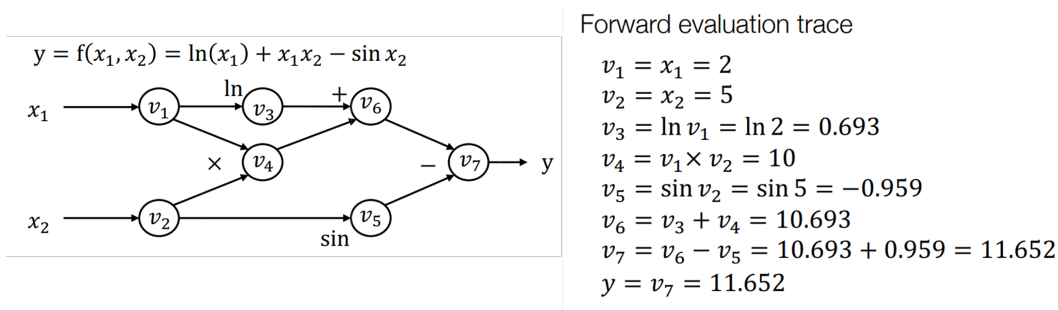 y = f(x₁, x₂) = ln(x₁) + x₁x₂ − sin x₂
x₁
v₁
ln
v₃
+
v₆
×
v₄
−
v₇
y
x₂
v₂
sin
v₅
Forward evaluation trace
v₁ = x₁ = 2
v₂ = x₂ = 5
v₃ = ln v₁ = ln 2 = 0.693
v₄ = v₁× v₂ = 10
v₅ = sin v₂ = sin 5 = −0.959
v₆ = v₃ + v₄ = 10.693
v₇ = v₆ − v₅ = 10.693 + 0.959 = 11.652
y = v₇ = 11.652